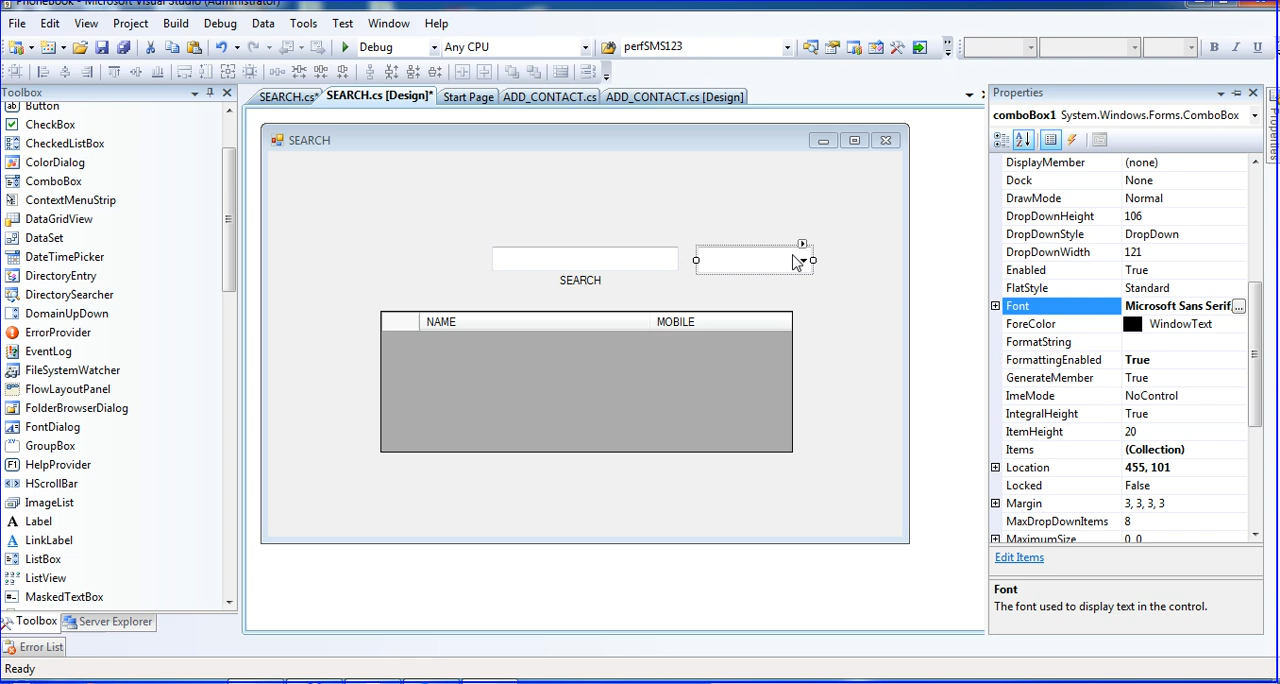 PhoneBook - Microsoft Visual Studio (Administrator)
File Edit View Project Build Debug Data Tools Test Window Help
Debug Any CPU perfSMS123 B I U
Toolbox
SEARCH.cs* SEARCH.cs [Design]* Start Page ADD_CONTACT.cs ADD_CONTACT.cs [Design]
Button
CheckBox
CheckedListBox
ColorDialog
ComboBox
ContextMenuStrip
DataGridView
DataSet
DateTimePicker
DirectoryEntry
DirectorySearcher
DomainUpDown
ErrorProvider
EventLog
FileSystemWatcher
FlowLayoutPanel
FolderBrowserDialog
FontDialog
GroupBox
HelpProvider
HScrollBar
ImageList
Label
LinkLabel
ListBox
ListView
MaskedTextBox
Toolbox Server Explorer
Error List
Ready
SEARCH
SEARCH
NAME MOBILE
Properties
comboBox1 System.Windows.Forms.ComboBox
DisplayMember (none)
Dock None
DrawMode Normal
DropDownHeight 106
DropDownStyle DropDown
DropDownWidth 121
Enabled True
FlatStyle Standard
Font Microsoft Sans Serif ...
ForeColor WindowText
FormatString
FormattingEnabled True
GenerateMember True
ImeMode NoControl
IntegralHeight True
ItemHeight 20
Items (Collection)
Location 455, 101
Locked False
Margin 3, 3, 3, 3
MaxDropDownItems 8
MaximumSize 0, 0
Edit Items
Font
The font used to display text in the control.
Properties